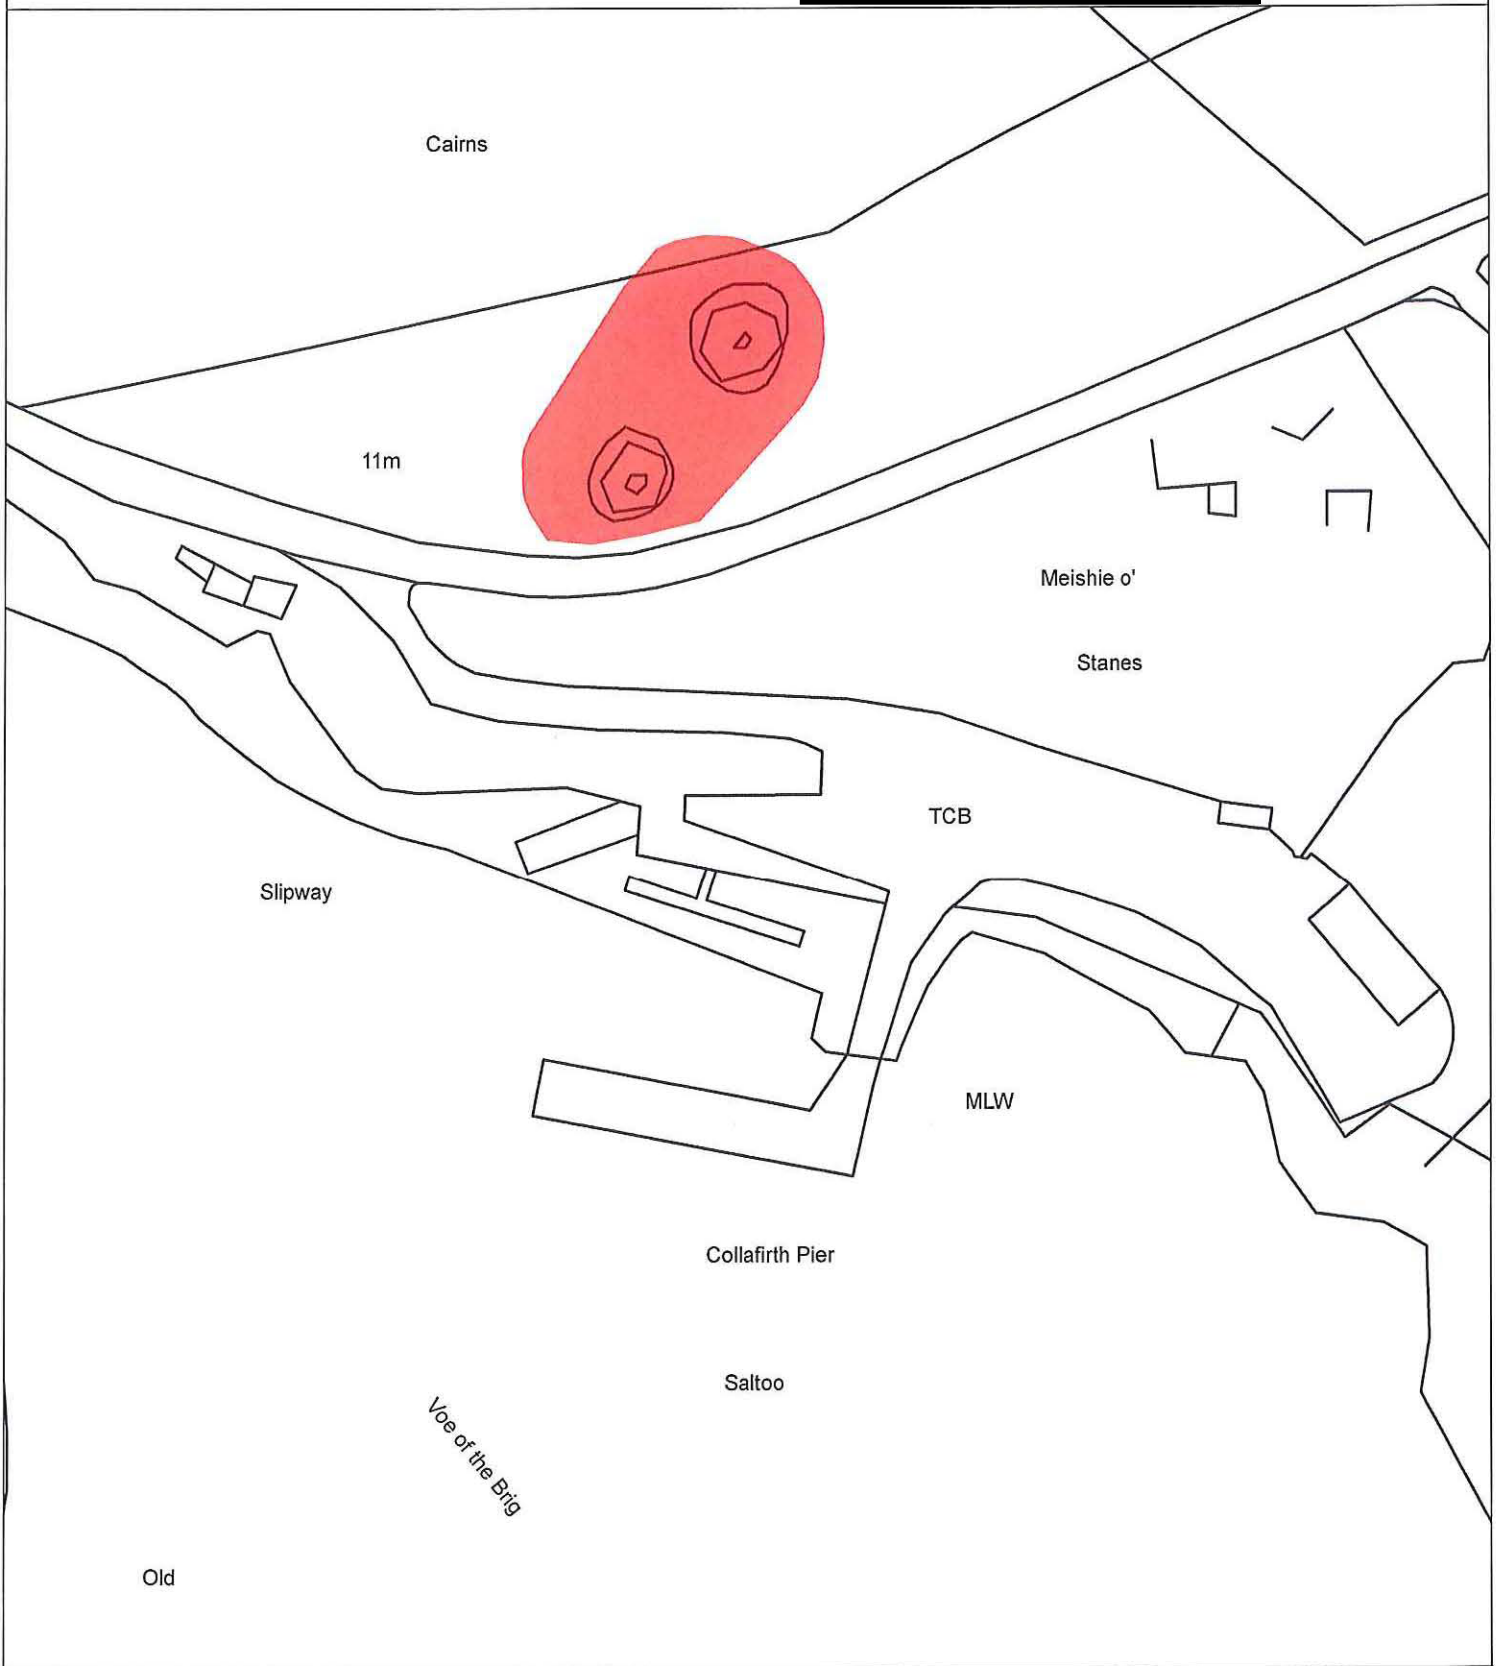 Cairns
11m
Meishie o'
Stanes
TCB
Slipway
MLW
Collafirth Pier
Saltoo
Voe of the Brig
Old